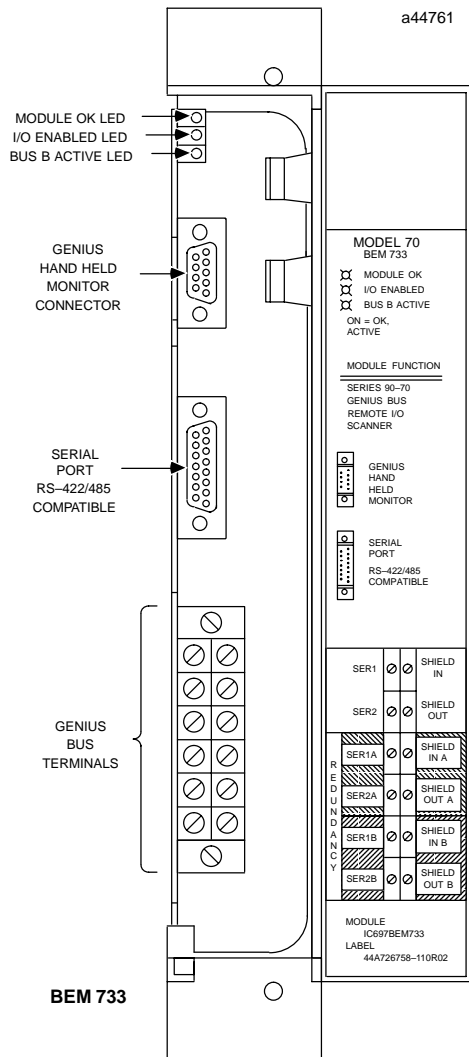 a44761
MODULE OK LED
I/O ENABLED LED
BUS B ACTIVE LED
GENIUS
HAND HELD
MONITOR
CONNECTOR
SERIAL
PORT
RS–422/485
COMPATIBLE
GENIUS
BUS
TERMINALS
BEM 733
MODEL 70
BEM 733
MODULE OK
I/O ENABLED
BUS B ACTIVE
ON = OK,
ACTIVE
MODULE FUNCTION
SERIES 90–70
GENIUS BUS
REMOTE I/O
SCANNER
GENIUS
HAND
HELD
MONITOR
SERIAL
PORT
RS–422/485
COMPATIBLE
SER1
SHIELD
IN
SER2
SHIELD
OUT
REDUNDANCY
SER1A
SHIELD
IN A
SER2A
SHIELD
OUT A
SER1B
SHIELD
IN B
SER2B
SHIELD
OUT B
MODULE
IC697BEM733
LABEL
44A726758–110R02